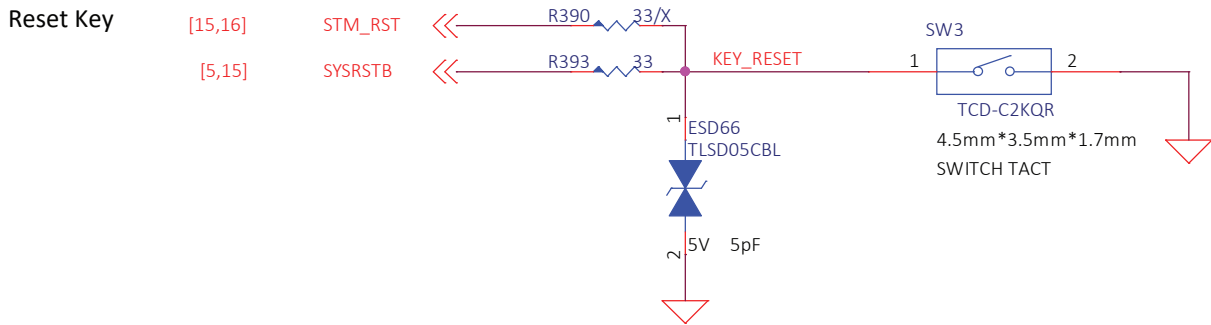 Reset Key
[15,16] STM_RST R390 33/X
SW3
[5,15] SYSRSTB R393 33 KEY_RESET 1 2
TCD-C2KQR
1 ESD66
TLSD05CBL
4.5mm*3.5mm*1.7mm
SWITCH TACT
2 5V 5pF